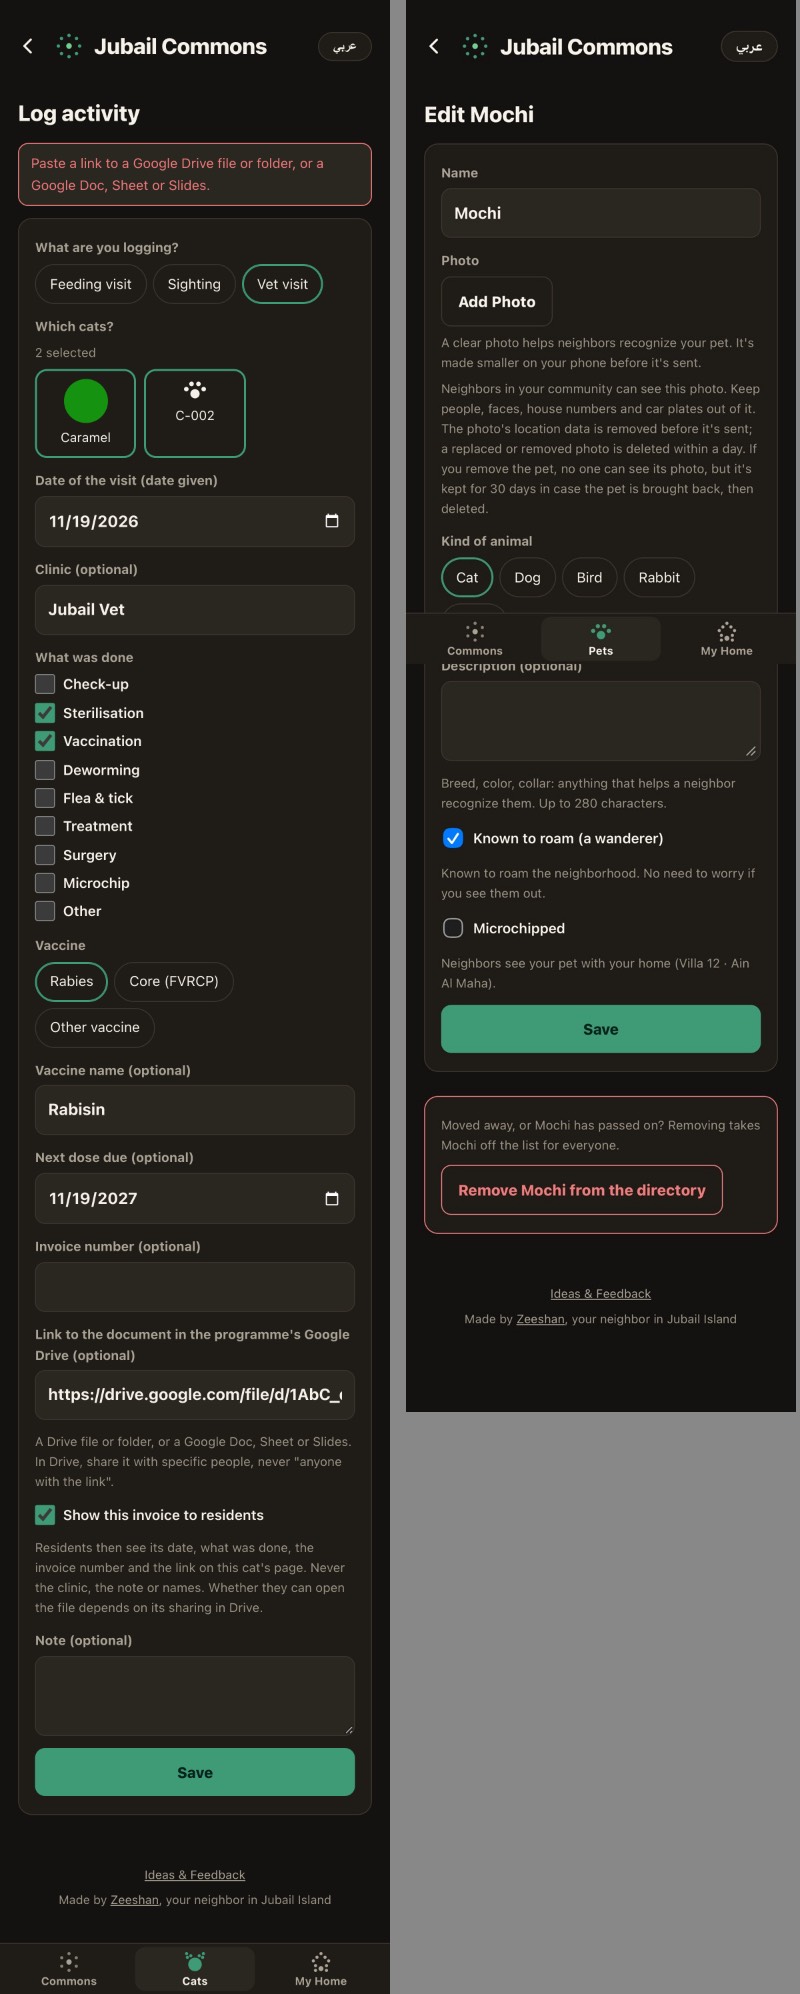 Jubail Commons
عربي
Log activity
Paste a link to a Google Drive file or folder, or a
Google Doc, Sheet or Slides.
What are you logging?
Feeding visit
Sighting
Vet visit
Which cats?
2 selected
Caramel
C-002
Date of the visit (date given)
11/19/2026
Clinic (optional)
Jubail Vet
What was done
Check-up
Sterilisation
Vaccination
Deworming
Flea & tick
Treatment
Surgery
Microchip
Other
Vaccine
Rabies
Core (FVRCP)
Other vaccine
Vaccine name (optional)
Rabisin
Next dose due (optional)
11/19/2027
Invoice number (optional)
Link to the document in the programme's Google
Drive (optional)
https://drive.google.com/file/d/1AbC_
A Drive file or folder, or a Google Doc, Sheet or Slides.
In Drive, share it with specific people, never "anyone
with the link".
Show this invoice to residents
Residents then see its date, what was done, the
invoice number and the link on this cat's page. Never
the clinic, the note or names. Whether they can open
the file depends on its sharing in Drive.
Note (optional)
Save
Ideas & Feedback
Made by Zeeshan, your neighbor in Jubail Island
Commons
Cats
My Home
Jubail Commons
عربي
Edit Mochi
Name
Mochi
Photo
Add Photo
A clear photo helps neighbors recognize your pet. It's
made smaller on your phone before it's sent.
Neighbors in your community can see this photo. Keep
people, faces, house numbers and car plates out of it.
The photo's location data is removed before it's sent;
a replaced or removed photo is deleted within a day. If
you remove the pet, no one can see its photo, but it's
kept for 30 days in case the pet is brought back, then
deleted.
Kind of animal
Cat
Dog
Bird
Rabbit
Commons
Pets
My Home
Description (optional)
Breed, color, collar: anything that helps a neighbor
recognize them. Up to 280 characters.
Known to roam (a wanderer)
Known to roam the neighborhood. No need to worry if
you see them out.
Microchipped
Neighbors see your pet with your home (Villa 12 · Ain
Al Maha).
Save
Moved away, or Mochi has passed on? Removing takes
Mochi off the list for everyone.
Remove Mochi from the directory
Ideas & Feedback
Made by Zeeshan, your neighbor in Jubail Island